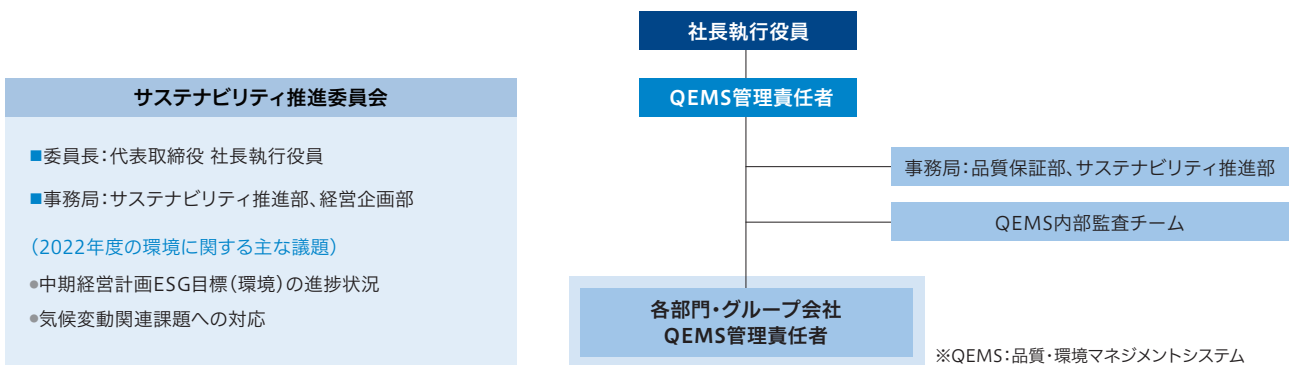 サステナビリティ推進委員会
■委員長:代表取締役 社長執行役員
■事務局:サステナビリティ推進部、経営企画部
(2022年度の環境に関する主な議題)
●中期経営計画ESG目標(環境)の進捗状況
●気候変動関連課題への対応
社長執行役員
QEMS管理責任者
事務局:品質保証部、サステナビリティ推進部
QEMS内部監査チーム
各部門・グループ会社
QEMS管理責任者
※QEMS:品質・環境マネジメントシステム